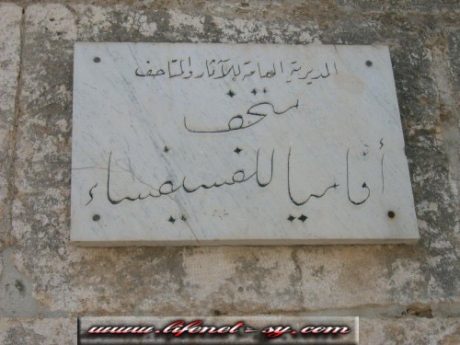 المديرية العامة للآثار والمتاحف
متحف
أفاميا للفسيفساء
www.lifenet-sy.com